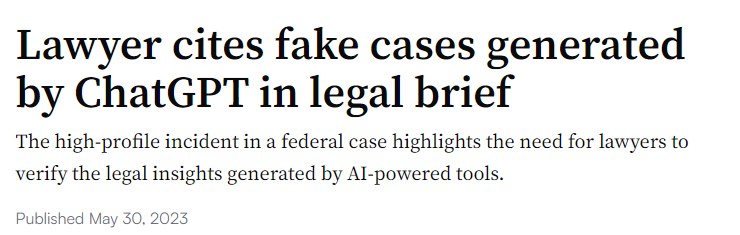 Lawyer cites fake cases generated
by ChatGPT in legal brief
The high-profile incident in a federal case highlights the need for lawyers to
verify the legal insights generated by AI-powered tools.
Published May 30, 2023